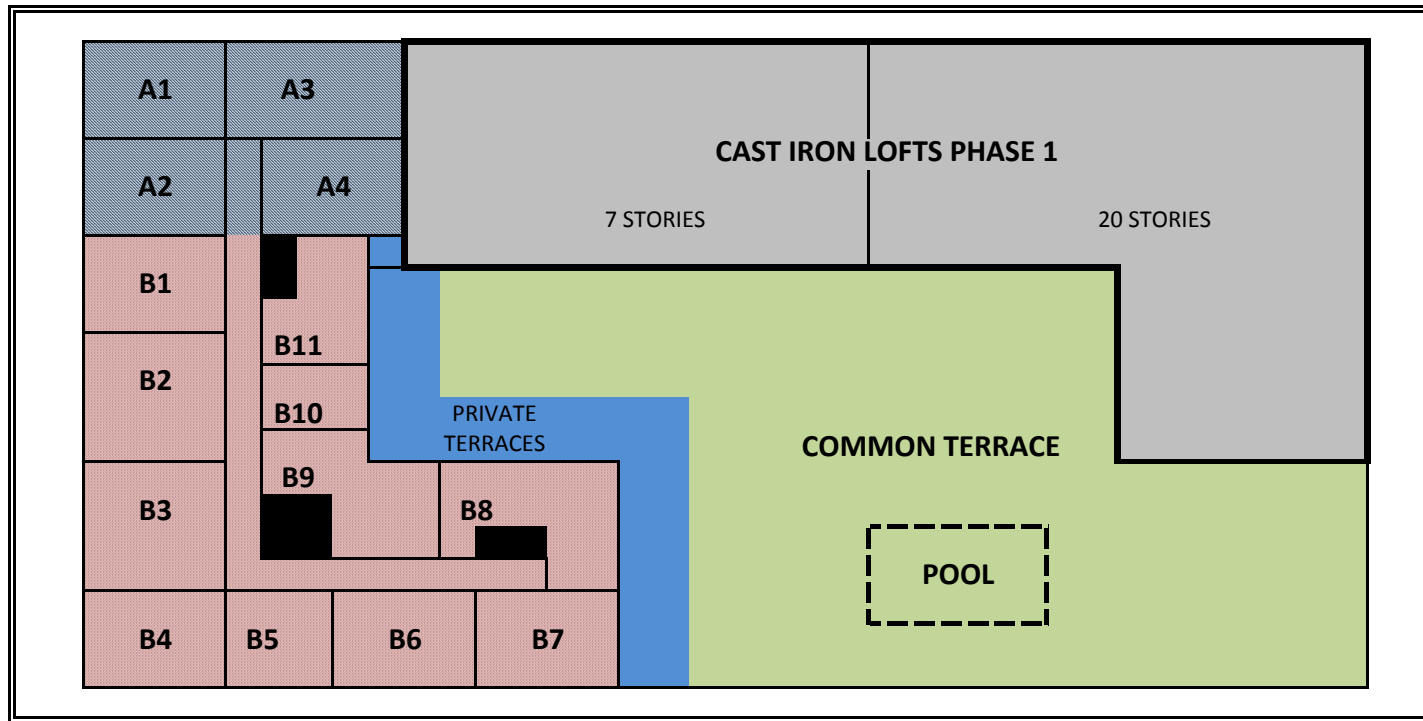 A1
A3
CAST IRON LOFTS PHASE 1
A2
A4
7 STORIES
20 STORIES
B1
B11
B2
B10
PRIVATE
TERRACES
COMMON TERRACE
B9
B3
B8
POOL
B4
B5
B6
B7